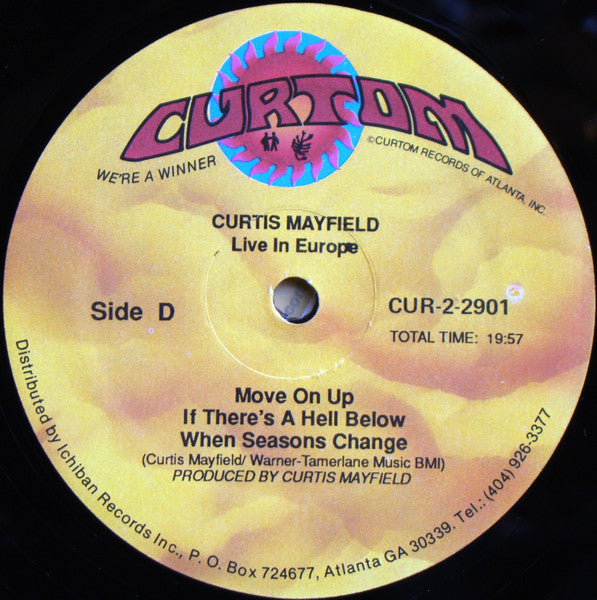 CURTOM
WE'RE A WINNER
©CURTOM RECORDS OF ATLANTA, INC.
CURTIS MAYFIELD
Live In Europe
Side D
CUR-2-2901
TOTAL TIME: 19:57
Move On Up
If There's A Hell Below
When Seasons Change
(Curtis Mayfield/ Warner-Tamerlane Music BMI)
PRODUCED BY CURTIS MAYFIELD
Distributed by Ichiban Records Inc., P. O. Box 724677, Atlanta GA 30339. Tel.: (404) 926-3377